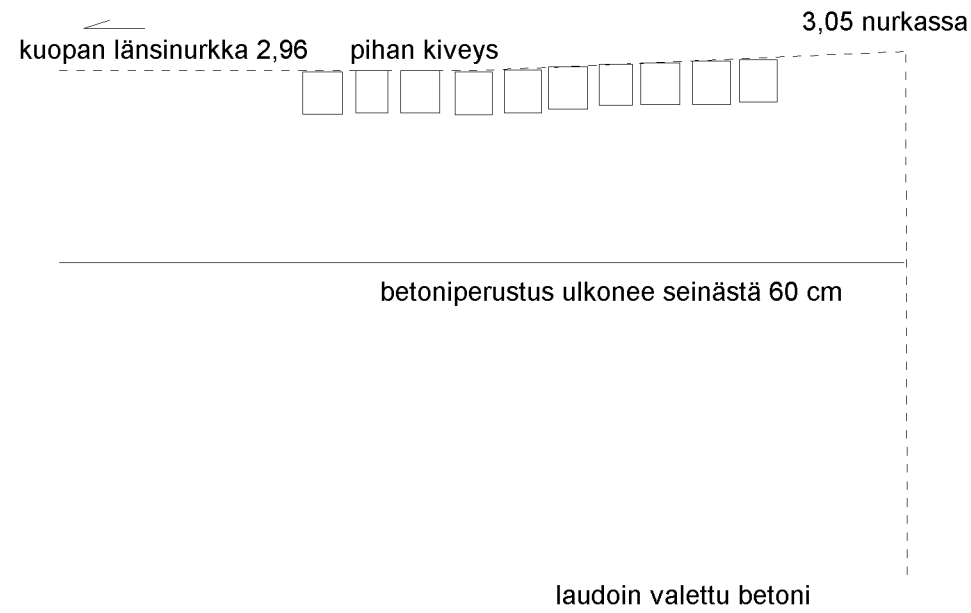 3,05 nurkassa
kuopan länsinurkka 2,96
pihan kiveys
betoniperustus ulkonee seinästä 60 cm
laudoin valettu betoni